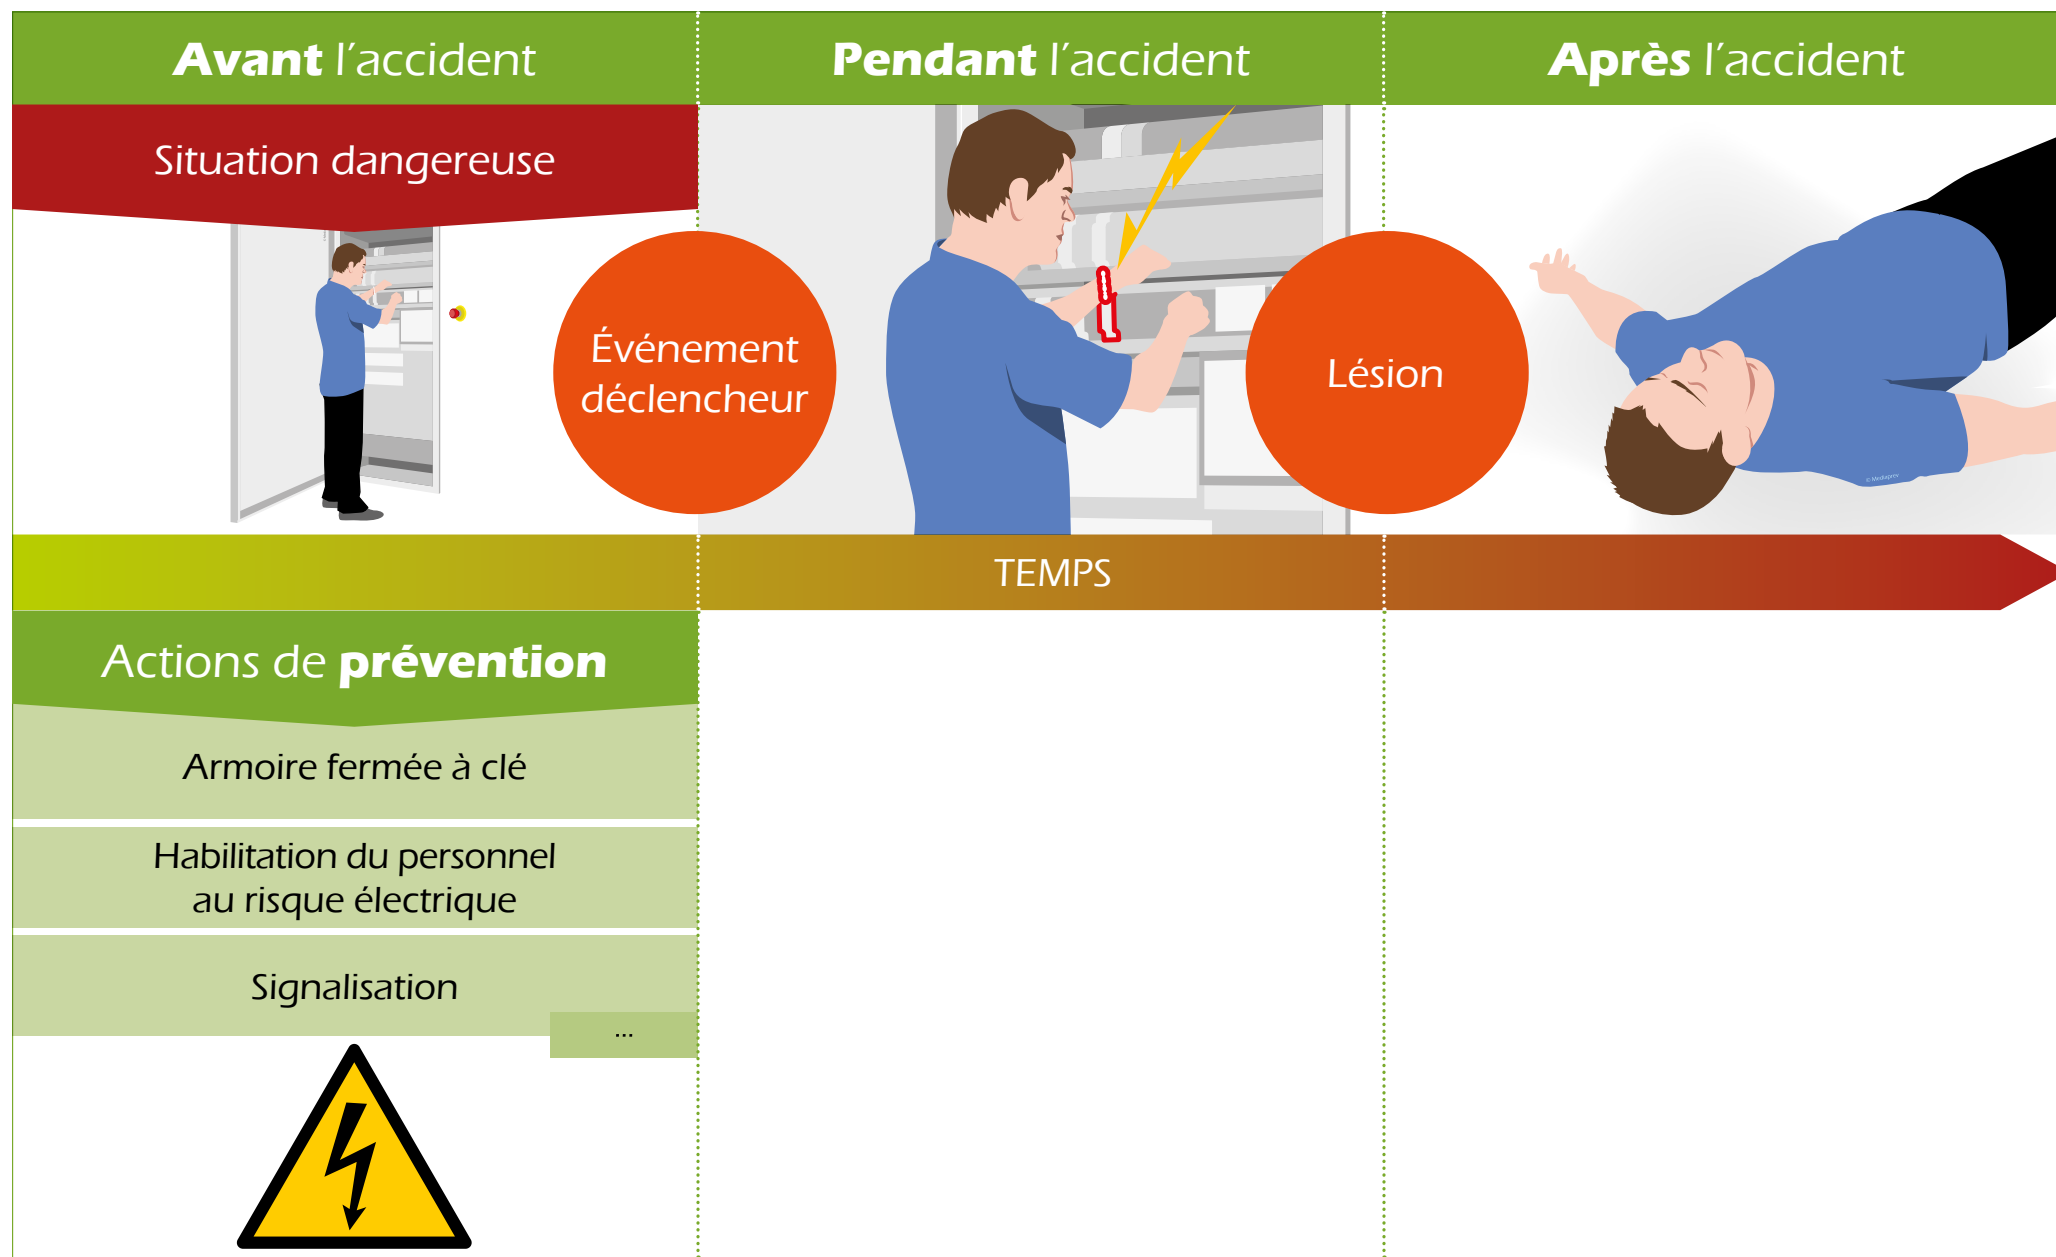 Avant l'accident
Pendant l'accident
Après l'accident
Situation dangereuse
Événement
déclencheur
Lésion
© Mediaprev
TEMPS
Actions de prévention
Armoire fermée à clé
Habilitation du personnel
au risque électrique
Signalisation
...